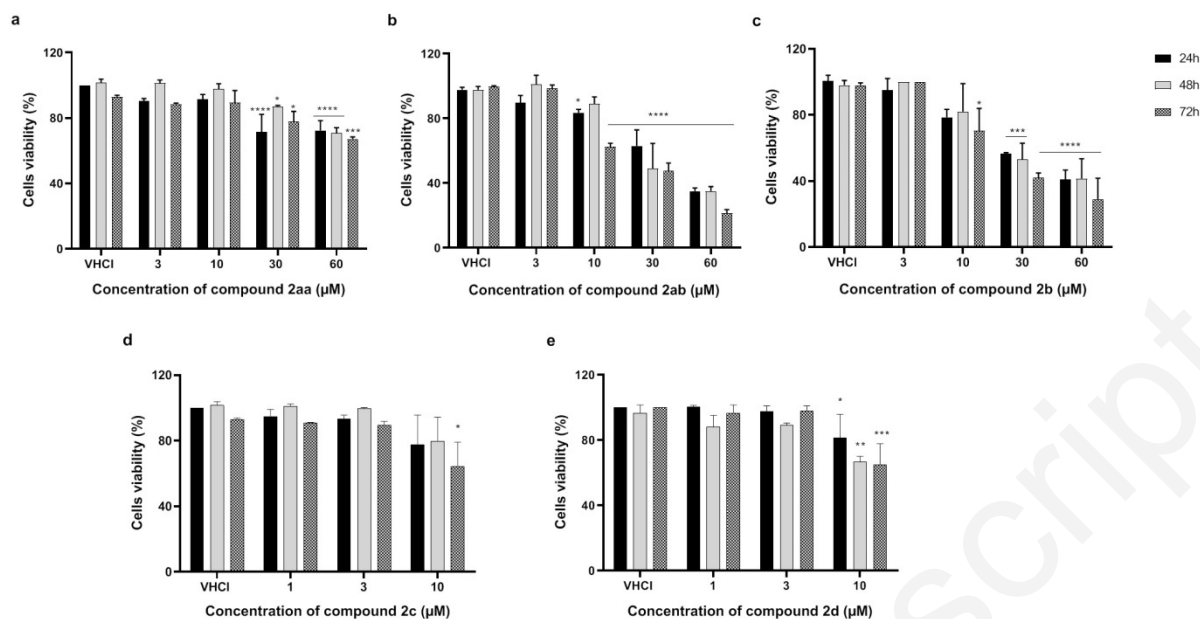 a
120
80
40
0
Cells viability (%)
****
*
*
****
***
VHCl
3
10
30
60
Concentration of compound 2aa (µM)
b
120
80
40
0
Cells viability (%)
*
****
VHCl
3
10
30
60
Concentration of compound 2ab (µM)
c
120
80
40
0
Cells viability (%)
*
***
****
VHCl
3
10
30
60
Concentration of compound 2b (µM)
24h
48h
72h
d
120
80
40
0
Cells viability (%)
*
VHCl
1
3
10
Concentration of compound 2c (µM)
e
120
80
40
0
Cells viability (%)
*
**
***
VHCl
1
3
10
Concentration of compound 2d (µM)
script